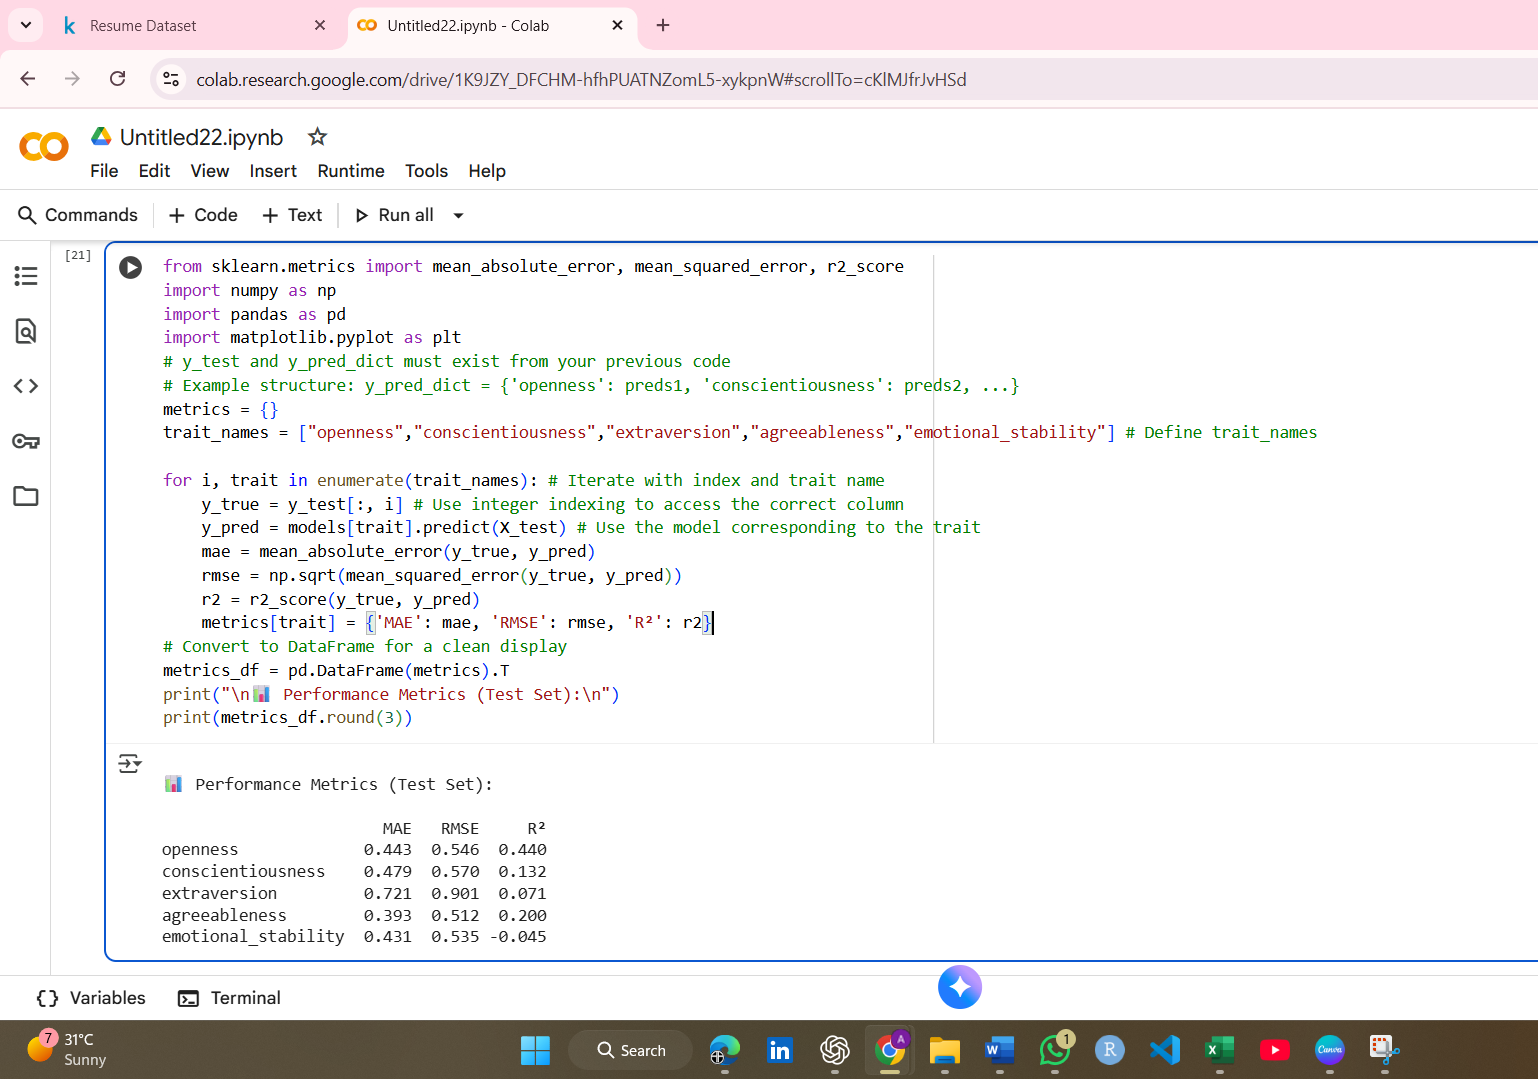 Resume Dataset
Untitled22.ipynb - Colab
colab.research.google.com/drive/1K9JZY_DFCHM-hfhPUATNZomL5-xykpnW#scrollTo=cKlMJfrJvHSd
Untitled22.ipynb
File Edit View Insert Runtime Tools Help
Commands + Code + Text Run all
[21]
from sklearn.metrics import mean_absolute_error, mean_squared_error, r2_score
import numpy as np
import pandas as pd
import matplotlib.pyplot as plt
# y_test and y_pred_dict must exist from your previous code
# Example structure: y_pred_dict = {'openness': preds1, 'conscientiousness': preds2, ...}
metrics = {}
trait_names = ["openness","conscientiousness","extraversion","agreeableness","emotional_stability"] # Define trait_names
for i, trait in enumerate(trait_names): # Iterate with index and trait name
    y_true = y_test[:, i] # Use integer indexing to access the correct column
    y_pred = models[trait].predict(X_test) # Use the model corresponding to the trait
    mae = mean_absolute_error(y_true, y_pred)
    rmse = np.sqrt(mean_squared_error(y_true, y_pred))
    r2 = r2_score(y_true, y_pred)
    metrics[trait] = {'MAE': mae, 'RMSE': rmse, 'R²': r2}
# Convert to DataFrame for a clean display
metrics_df = pd.DataFrame(metrics).T
print("\n📊 Performance Metrics (Test Set):\n")
print(metrics_df.round(3))
📊 Performance Metrics (Test Set):
MAE RMSE R²
openness 0.443 0.546 0.440
conscientiousness 0.479 0.570 0.132
extraversion 0.721 0.901 0.071
agreeableness 0.393 0.512 0.200
emotional_stability 0.431 0.535 -0.045
{} Variables Terminal
7 31°C
Sunny
Search
in
A
W
1
R
X
Canva